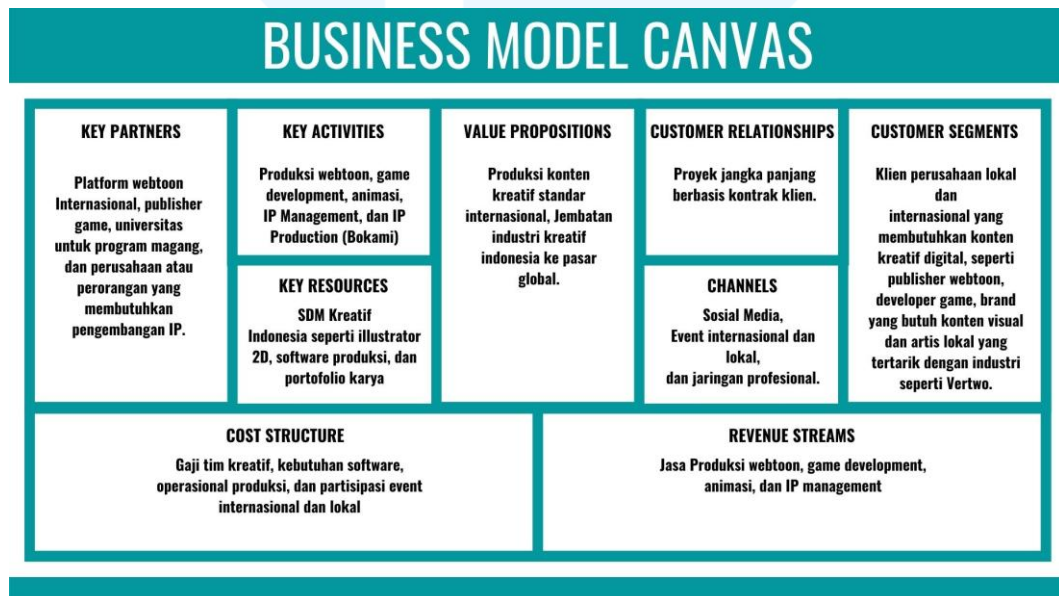 BUSINESS MODEL CANVAS
KEY PARTNERS
Platform webtoon
Internasional, publisher
game, universitas
untuk program magang,
dan perusahaan atau
perorangan yang
membutuhkan
pengembangan IP.
KEY ACTIVITIES
Produksi webtoon, game
development, animasi,
IP Management, dan IP
Production (Bokami)
KEY RESOURCES
SDM Kreatif
Indonesia seperti illustrator
2D, software produksi, dan
portofolio karya
VALUE PROPOSITIONS
Produksi konten
kreatif standar
internasional, Jembatan
industri kreatif
indonesia ke pasar
global.
CUSTOMER RELATIONSHIPS
Proyek jangka panjang
berbasis kontrak klien.
CHANNELS
Sosial Media,
Event internasional dan
lokal,
dan jaringan profesional.
CUSTOMER SEGMENTS
Klien perusahaan lokal
dan
internasional yang
membutuhkan konten
kreatif digital, seperti
publisher webtoon,
developer game, brand
yang butuh konten visual
dan artis lokal yang
tertarik dengan industri
seperti Vertwo.
COST STRUCTURE
Gaji tim kreatif, kebutuhan software,
operasional produksi, dan partisipasi event
internasional dan lokal
REVENUE STREAMS
Jasa Produksi webtoon, game development,
animasi, dan IP management